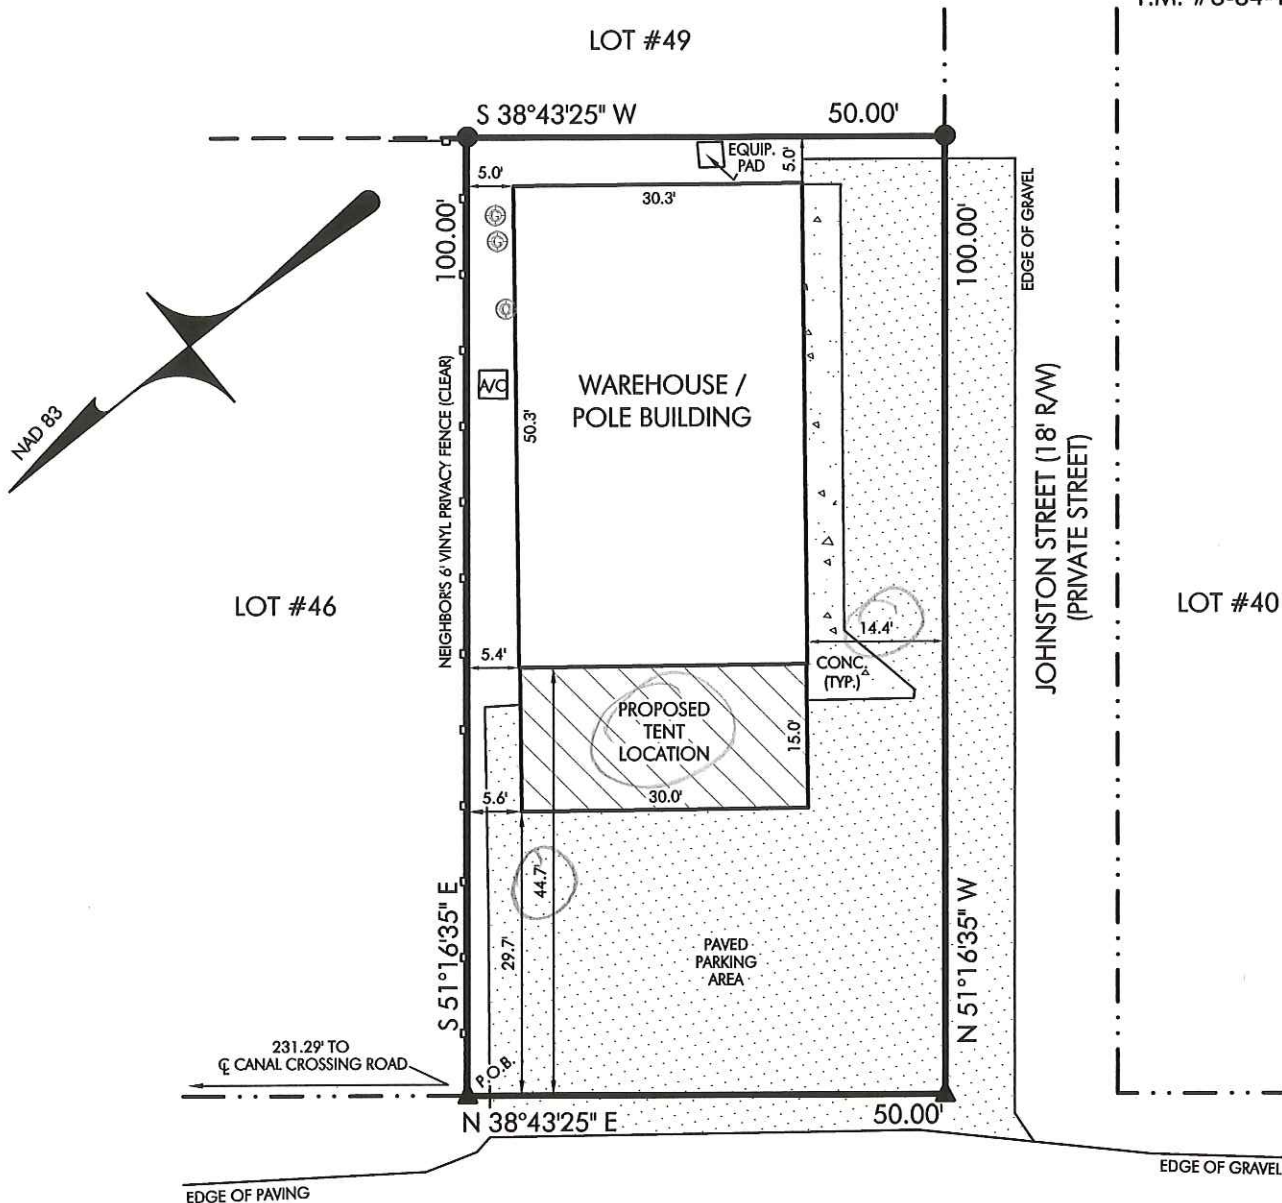 LOT #49
S 38°43'25" W
50.00'
EQUIP.
PAD
5.0'
5.0'
30.3'
100.00'
100.00'
EDGE OF GRAVEL
G
G
A/C
NAD 83
NEIGHBOR'S 6' VINYL PRIVACY FENCE (CLEAR)
50.3'
WAREHOUSE /
POLE BUILDING
JOHNSTON STREET (18' R/W)
(PRIVATE STREET)
LOT #46
LOT #40
14.4'
5.4'
CONC.
(TYP.)
PROPOSED
TENT
LOCATION
15.0'
5.6'
30.0'
44.7'
29.7'
S 51°16'35" E
N 51°16'35" W
PAVED
PARKING
AREA
231.29' TO
℄ CANAL CROSSING ROAD
P.O.B.
N 38°43'25" E
50.00'
EDGE OF PAVING
EDGE OF GRAVEL